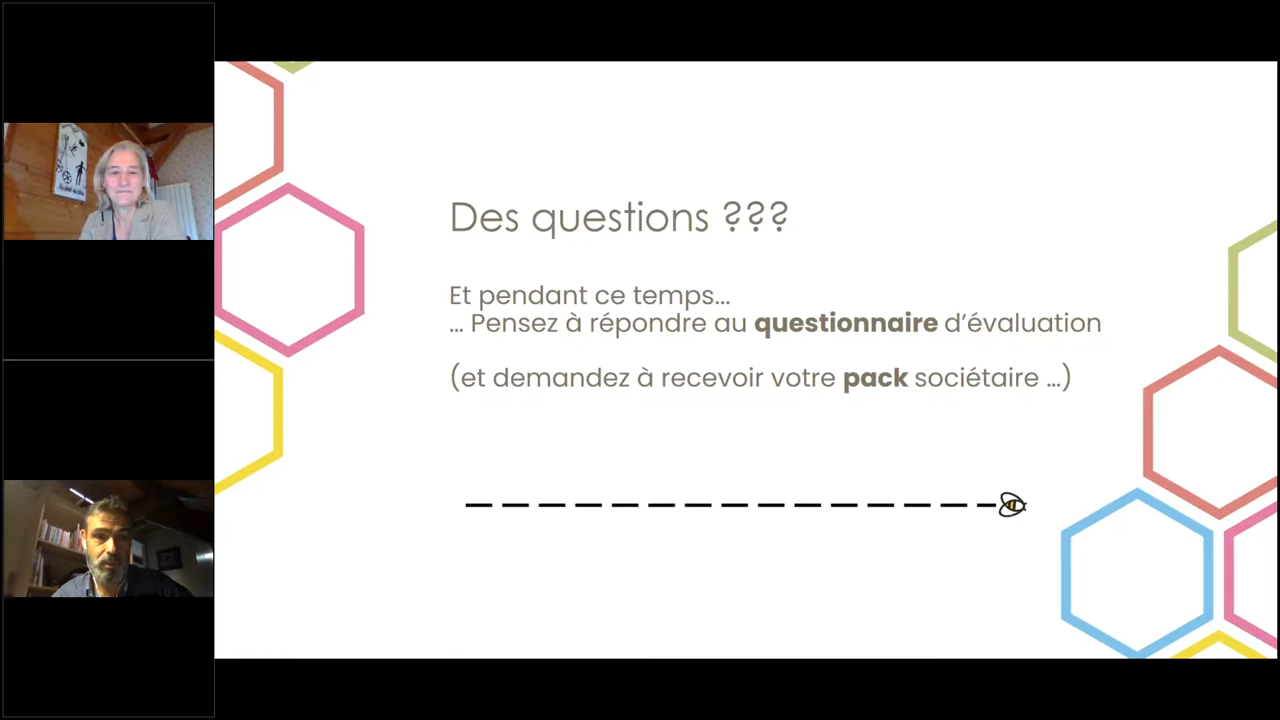 Des questions ???
Et pendant ce temps...
... Pensez à répondre au questionnaire d’évaluation
(et demandez à recevoir votre pack sociétaire ...)